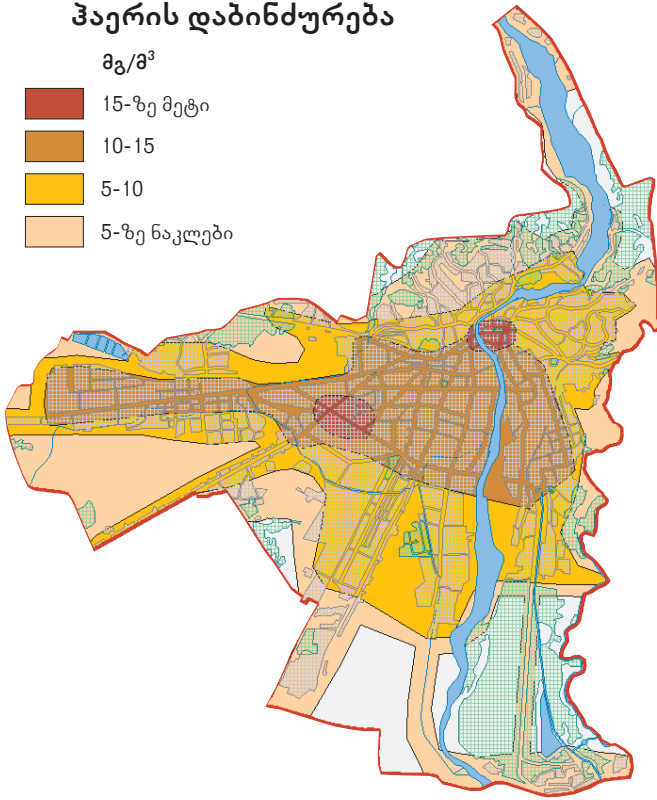 ჰაერის დაბინძურება
მგ/მ³
15-ზე მეტი
10-15
5-10
5-ზე ნაკლები